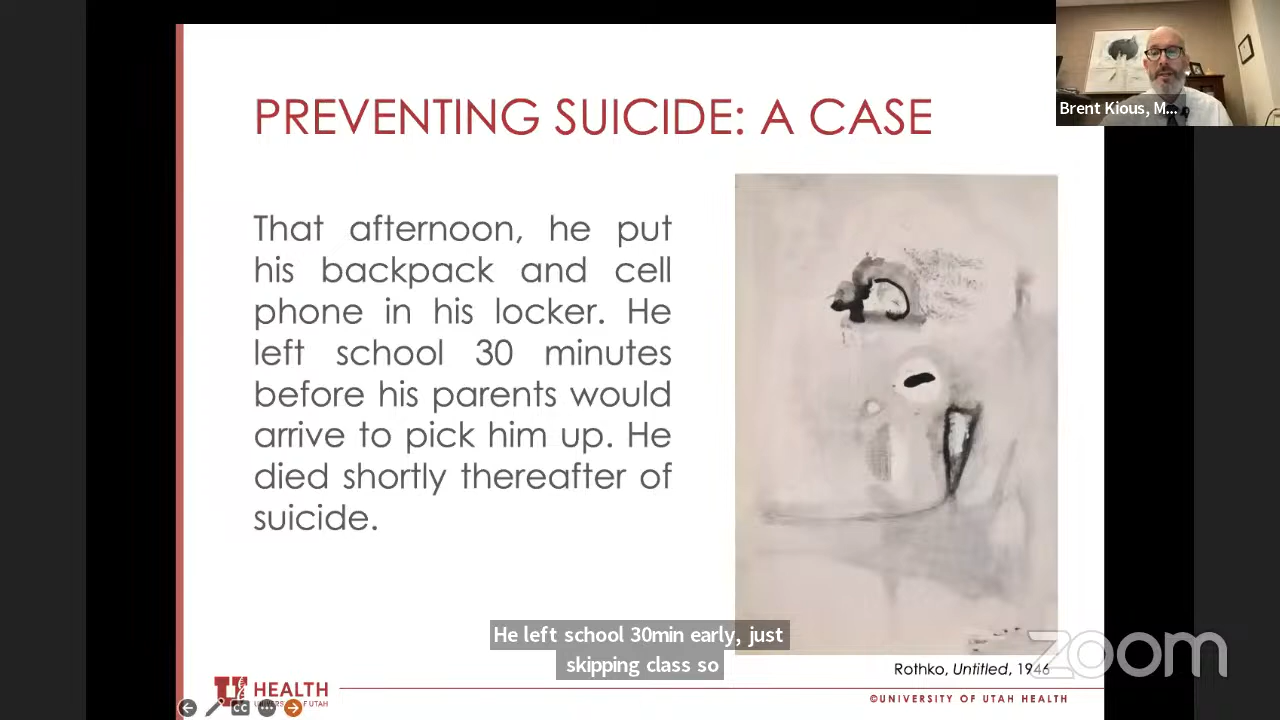 PREVENTING SUICIDE: A CASE
Brent Kious, M...
That afternoon, he put
his backpack and cell
phone in his locker. He
left school 30 minutes
before his parents would
arrive to pick him up. He
died shortly thereafter of
suicide.
He left school 30min early, just
skipping class so
zoom
Rothko, Untitled, 1946
U HEALTH
UNIVERSITY OF UTAH
©UNIVERSITY OF UTAH HEALTH
CC